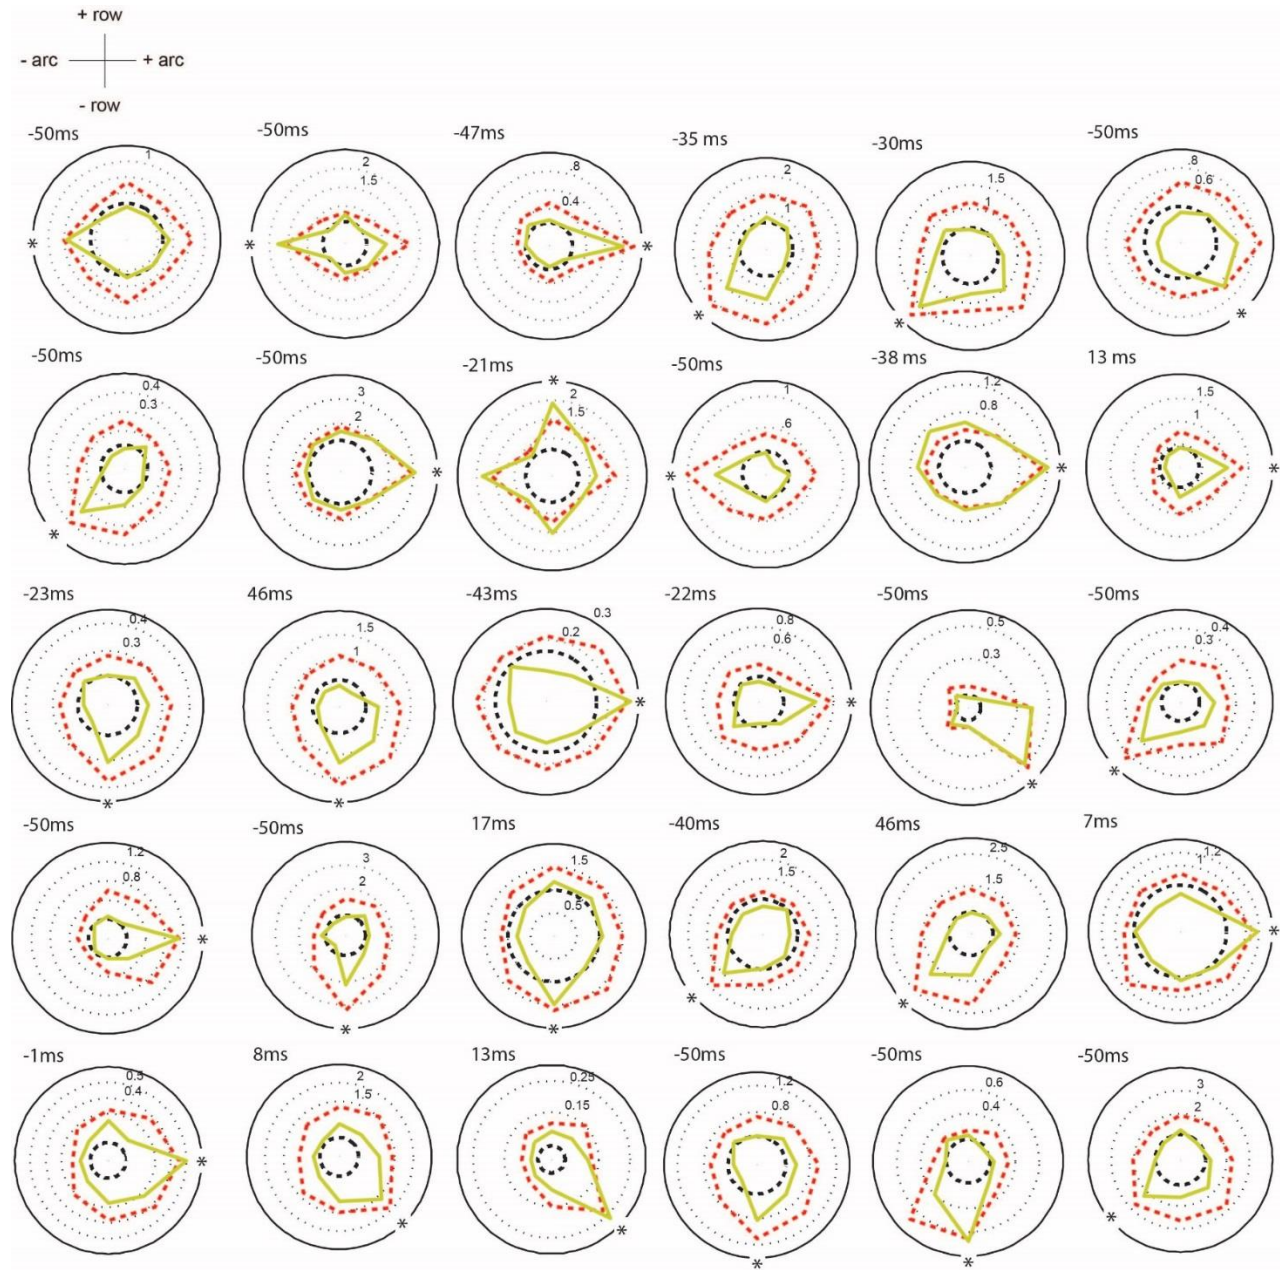 + row
- arc + arc
- row
-50ms -50ms -47ms -35 ms -30ms -50ms
1 2 1.5 .8 0.4 2 1 1.5 1 .8 0.6
* * * * * *
-50ms -50ms -21ms -50ms -38 ms 13 ms
0.4 0.3 3 2 2 1.5 1 .6 1.2 0.8 1.5 1
* * * * * *
-23ms 46ms -43ms -22ms -50ms -50ms
0.4 0.3 1.5 1 0.3 0.2 0.8 0.6 0.5 0.3 0.4 0.3
* * * * * *
-50ms -50ms 17ms -40ms 46ms 7ms
1.2 0.8 3 2 1.5 0.5 2 1.5 2.5 1.5 1.2 1
* * * * * *
-1ms 8ms 13ms -50ms -50ms -50ms
0.5 0.4 2 1.5 0.25 0.15 1.2 0.8 0.6 0.4 3 2
* * * * * *